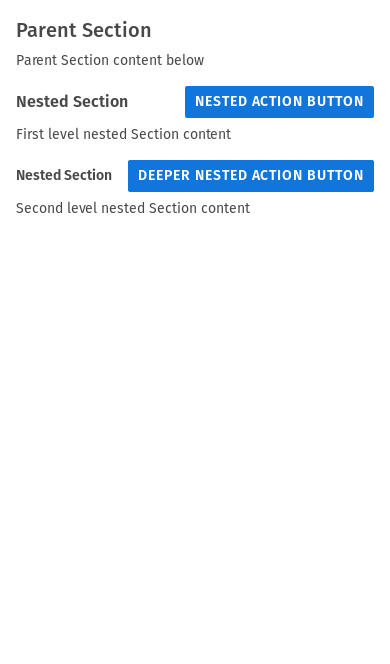 Parent Section
Parent Section content below
Nested Section
NESTED ACTION BUTTON
First level nested Section content
Nested Section
DEEPER NESTED ACTION BUTTON
Second level nested Section content